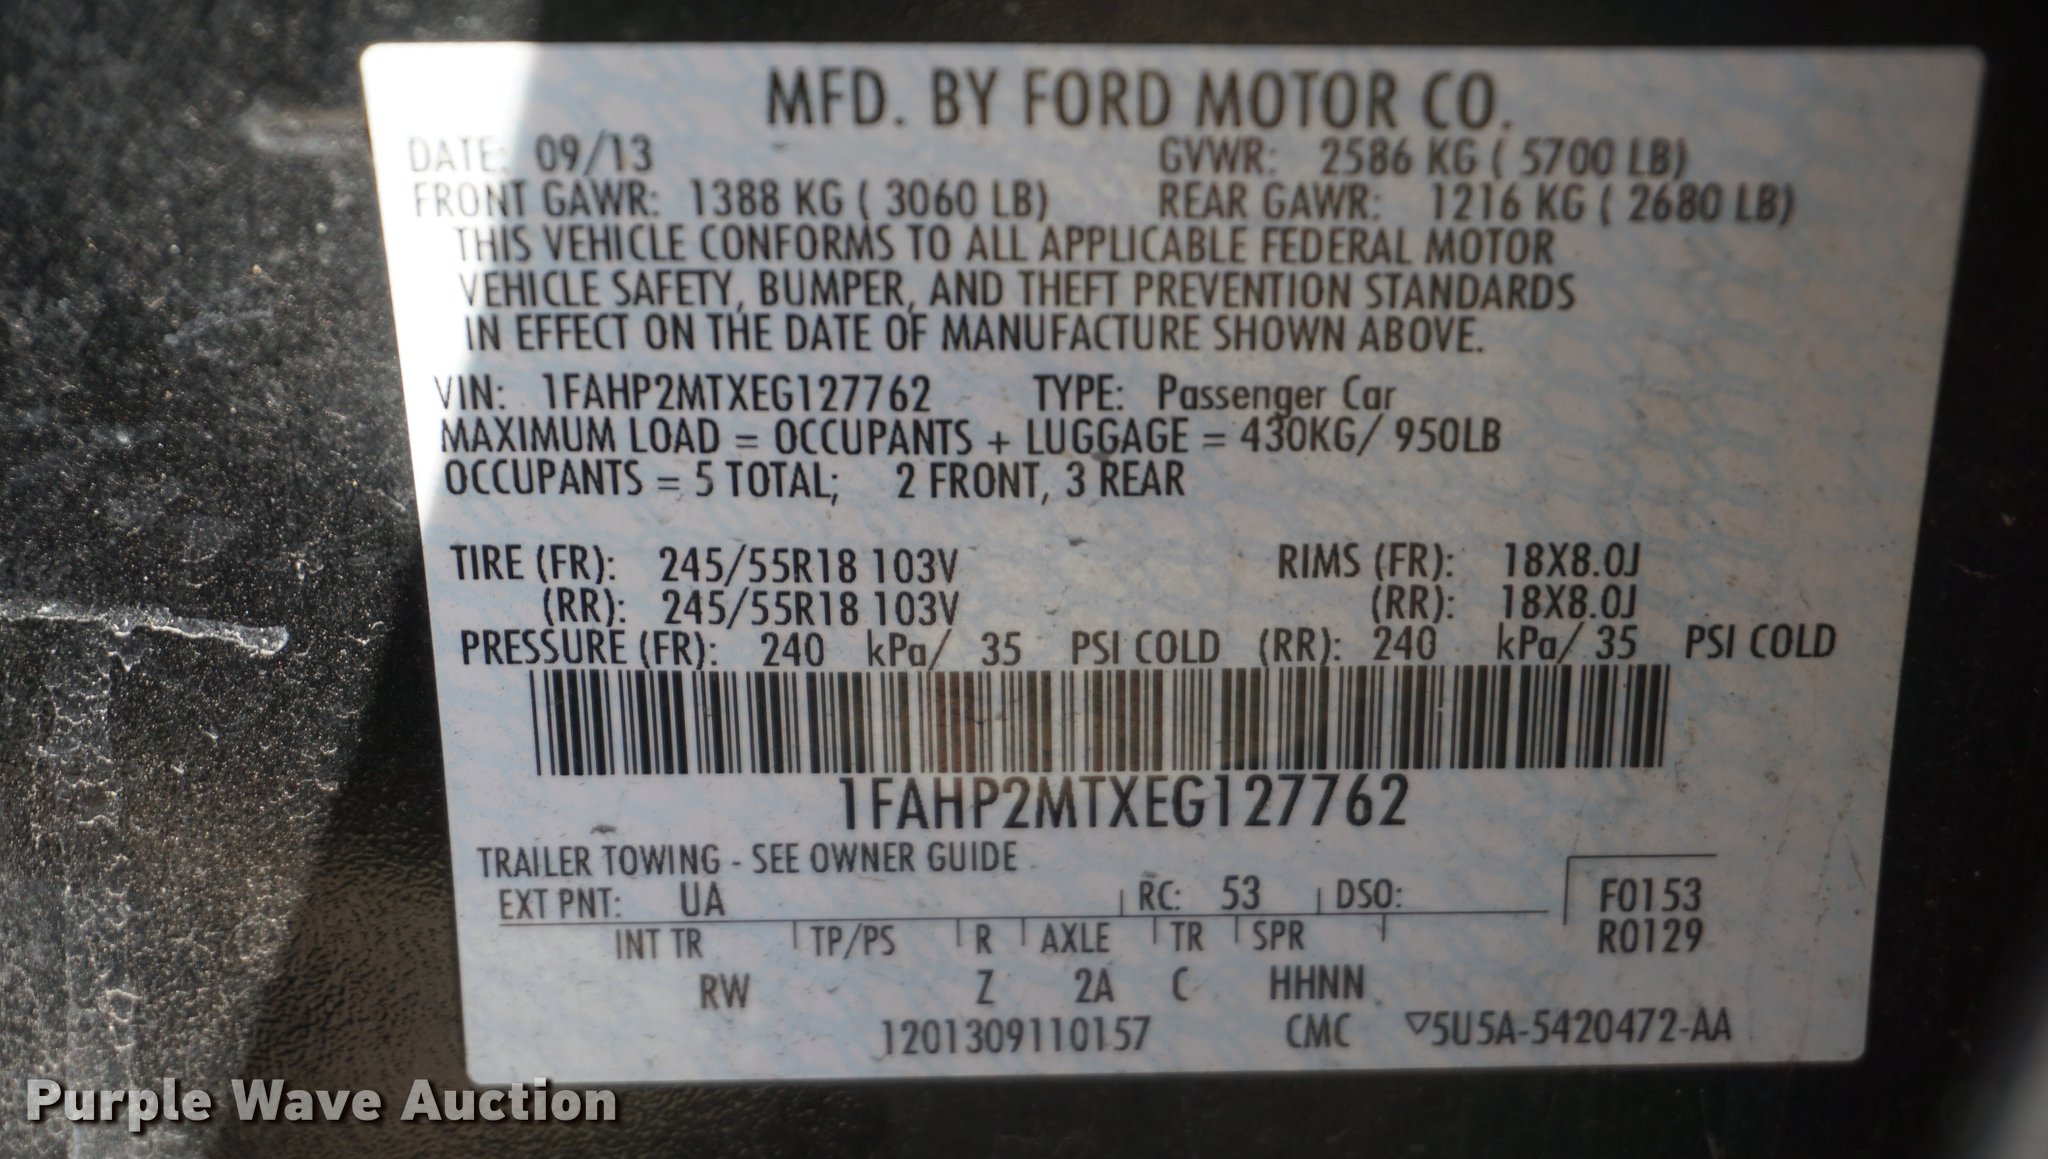 MFD. BY FORD MOTOR CO.
DATE: 09/13 GVWR: 2586 KG ( 5700 LB)
FRONT GAWR: 1388 KG ( 3060 LB) REAR GAWR: 1216 KG ( 2680 LB)
THIS VEHICLE CONFORMS TO ALL APPLICABLE FEDERAL MOTOR
VEHICLE SAFETY, BUMPER, AND THEFT PREVENTION STANDARDS
IN EFFECT ON THE DATE OF MANUFACTURE SHOWN ABOVE.
VIN: 1FAHP2MTXEG127762 TYPE: Passenger Car
MAXIMUM LOAD = OCCUPANTS + LUGGAGE = 430KG/ 950LB
OCCUPANTS = 5 TOTAL; 2 FRONT, 3 REAR
TIRE (FR): 245/55R18 103V RIMS (FR): 18X8.0J
(RR): 245/55R18 103V (RR): 18X8.0J
PRESSURE (FR): 240 kPa/ 35 PSI COLD (RR): 240 kPa/ 35 PSI COLD
1FAHP2MTXEG127762
TRAILER TOWING - SEE OWNER GUIDE
EXT PNT: UA RC: 53 DSO: F0153
INT TR TP/PS R AXLE TR SPR R0129
RW Z 2A C HHNN
1201309110157 CMC ▽5U5A-5420472-AA
Purple Wave Auction